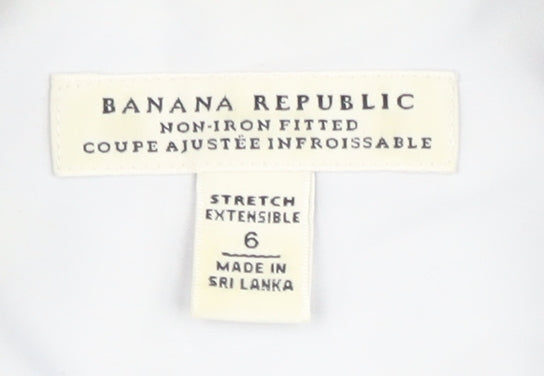 BANANA REPUBLIC
NON-IRON FITTED
COUPE AJUSTÉE INFROISSABLE
STRETCH
EXTENSIBLE
6
MADE IN
SRI LANKA